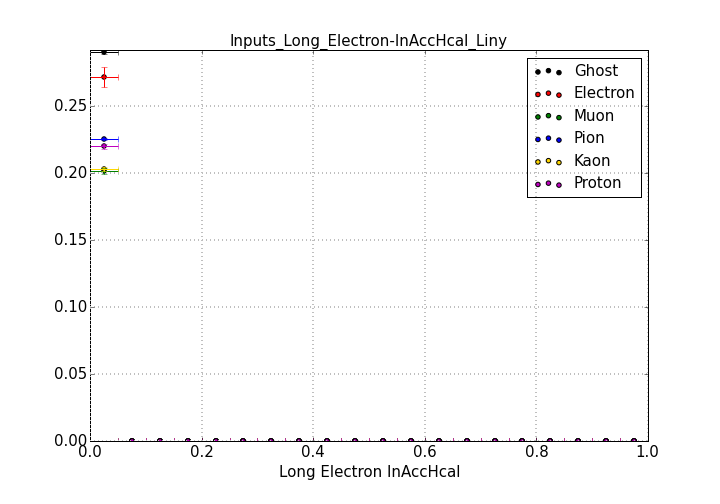 Inputs_Long_Electron-InAccHcal_Liny
Ghost
Electron
Muon
Pion
Kaon
Proton
0.25
0.20
0.15
0.10
0.05
0.00
0.0 0.2 0.4 0.6 0.8 1.0
Long Electron InAccHcal